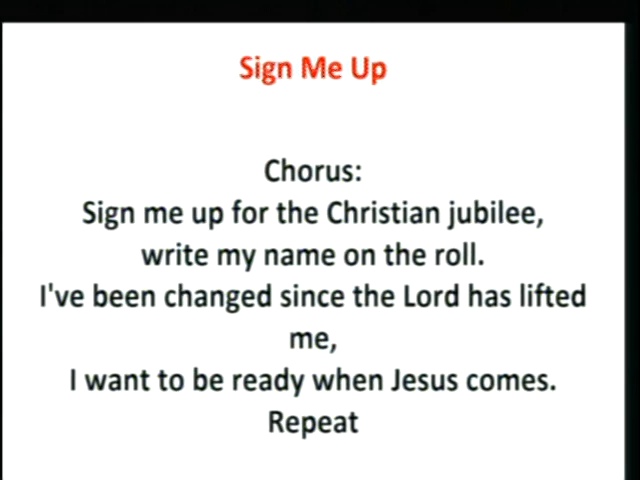 Sign Me Up
Chorus:
Sign me up for the Christian jubilee,
write my name on the roll.
I've been changed since the Lord has lifted
me,
I want to be ready when Jesus comes.
Repeat